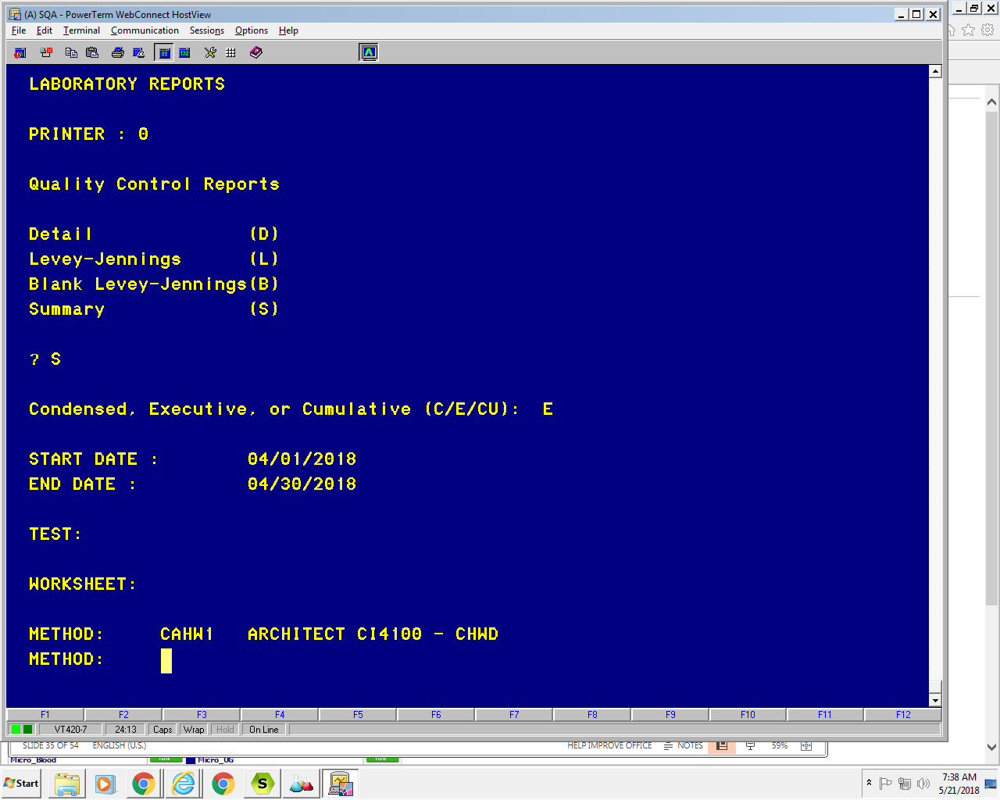 (A) SQA - PowerTerm WebConnect HostView
File Edit Terminal Communication Sessions Options Help
80 132 A
LABORATORY REPORTS
PRINTER : 0
Quality Control Reports
Detail (D)
Levey-Jennings (L)
Blank Levey-Jennings(B)
Summary (S)
? S
Condensed, Executive, or Cumulative (C/E/CU): E
START DATE : 04/01/2018
END DATE : 04/30/2018
TEST:
WORKSHEET:
METHOD: CAHW1 ARCHITECT CI4100 - CHWD
METHOD:
F1 F2 F3 F4 F5 F6 F7 F8 F9 F10 F11 F12
VT420-7 24:13 Caps Wrap Hold On Line
SLIDE 35 OF 54 ENGLISH (U.S.) HELP IMPROVE OFFICE NOTES 59%
Micro_Blood Micro_UG
Start S 7:38 AM
5/21/2018